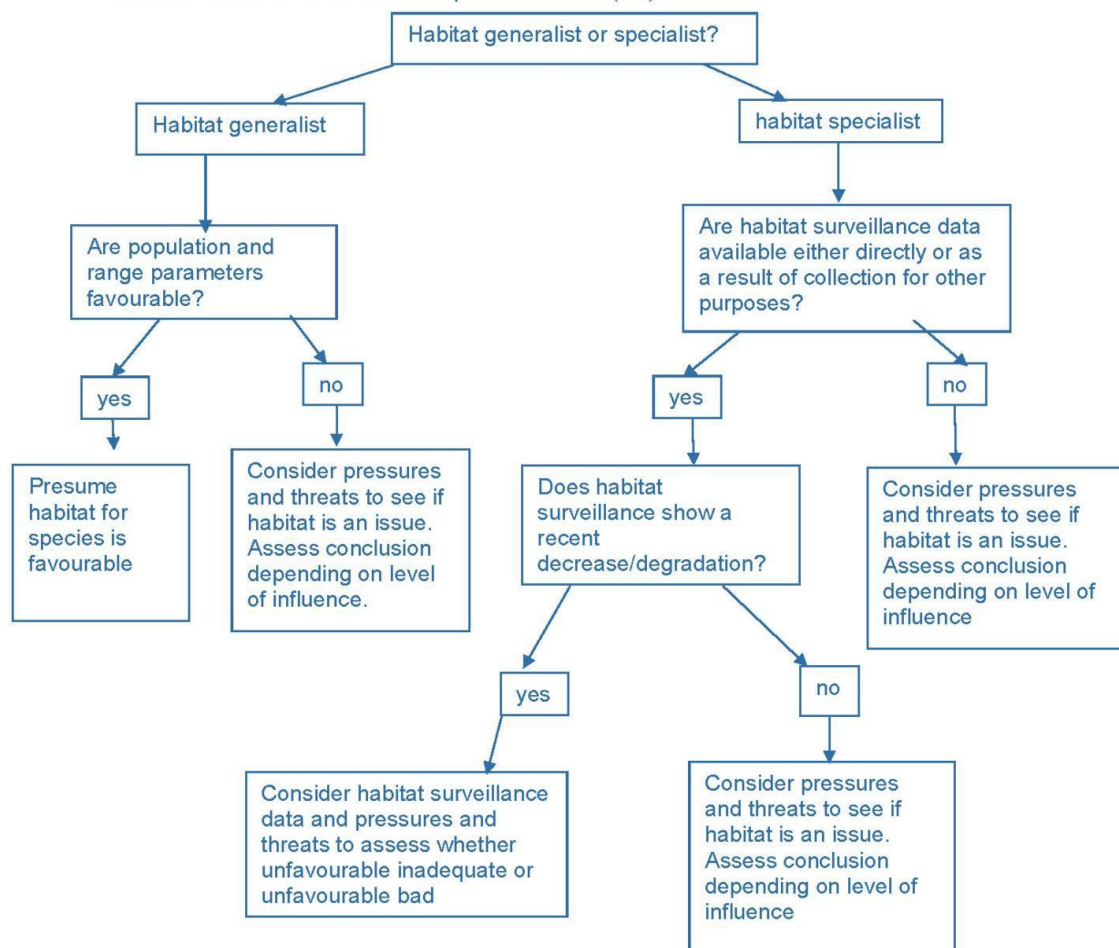 Habitat generalist or specialist?
Habitat generalist
habitat specialist
Are population and
range parameters
favourable?
Are habitat surveillance data
available either directly or as
a result of collection for other
purposes?
yes
no
yes
no
Presume
habitat for
species is
favourable
Consider pressures
and threats to see if
habitat is an issue.
Assess conclusion
depending on level
of influence.
Does habitat
surveillance show a
recent
decrease/degradation?
Consider pressures
and threats to see if
habitat is an issue.
Assess conclusion
depending on level of
influence
yes
no
Consider habitat surveillance
data and pressures and
threats to assess whether
unfavourable inadequate or
unfavourable bad
Consider pressures
and threats to see if
habitat is an issue.
Assess conclusion
depending on level of
influence